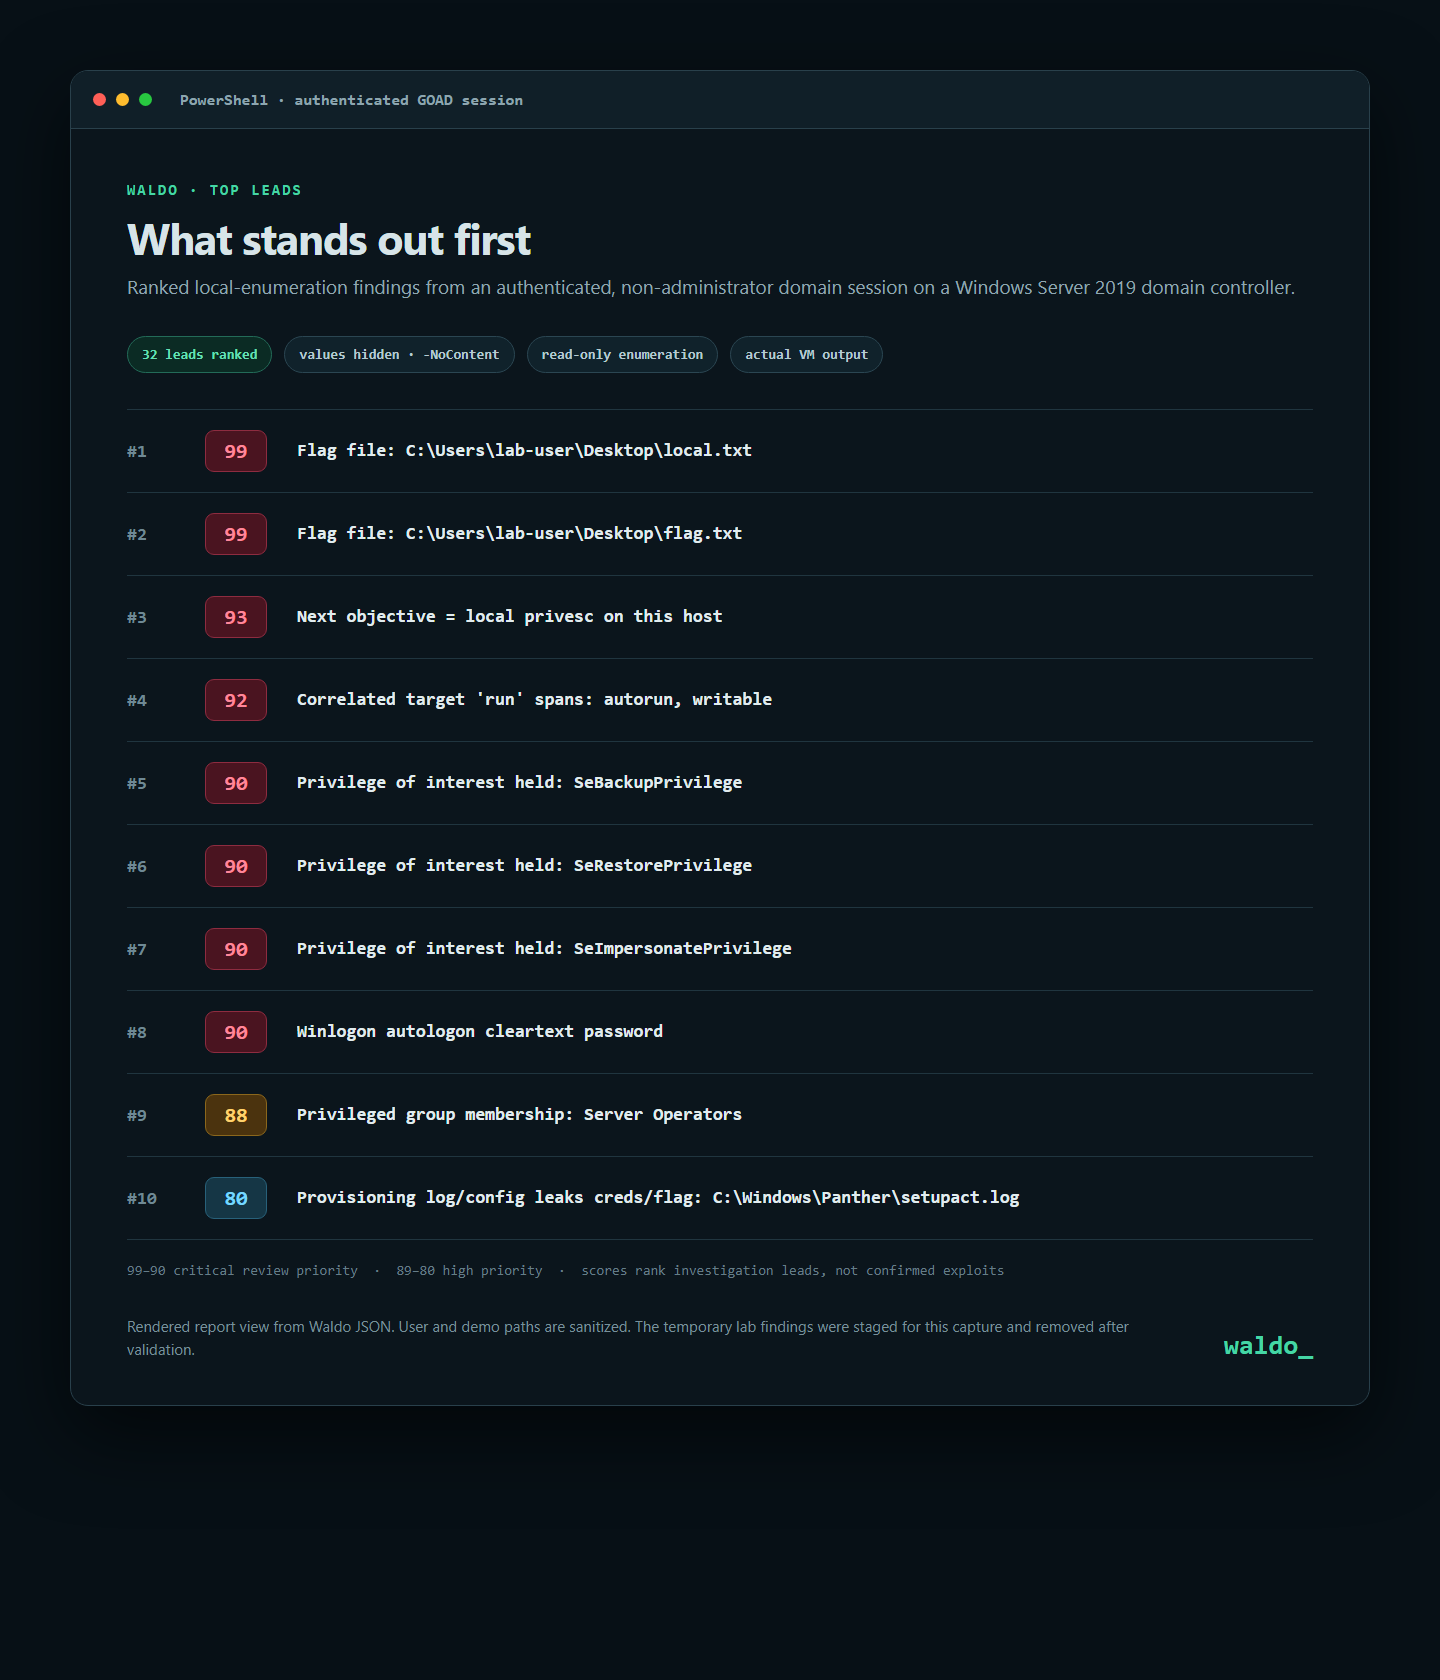 PowerShell · authenticated GOAD session
WALDO · TOP LEADS
What stands out first
Ranked local-enumeration findings from an authenticated, non-administrator domain session on a Windows Server 2019 domain controller.
32 leads ranked
values hidden · -NoContent
read-only enumeration
actual VM output
#1 99 Flag file: C:\Users\lab-user\Desktop\local.txt
#2 99 Flag file: C:\Users\lab-user\Desktop\flag.txt
#3 93 Next objective = local privesc on this host
#4 92 Correlated target 'run' spans: autorun, writable
#5 90 Privilege of interest held: SeBackupPrivilege
#6 90 Privilege of interest held: SeRestorePrivilege
#7 90 Privilege of interest held: SeImpersonatePrivilege
#8 90 Winlogon autologon cleartext password
#9 88 Privileged group membership: Server Operators
#10 80 Provisioning log/config leaks creds/flag: C:\Windows\Panther\setupact.log
99–90 critical review priority · 89–80 high priority · scores rank investigation leads, not confirmed exploits
Rendered report view from Waldo JSON. User and demo paths are sanitized. The temporary lab findings were staged for this capture and removed after
validation.
waldo_